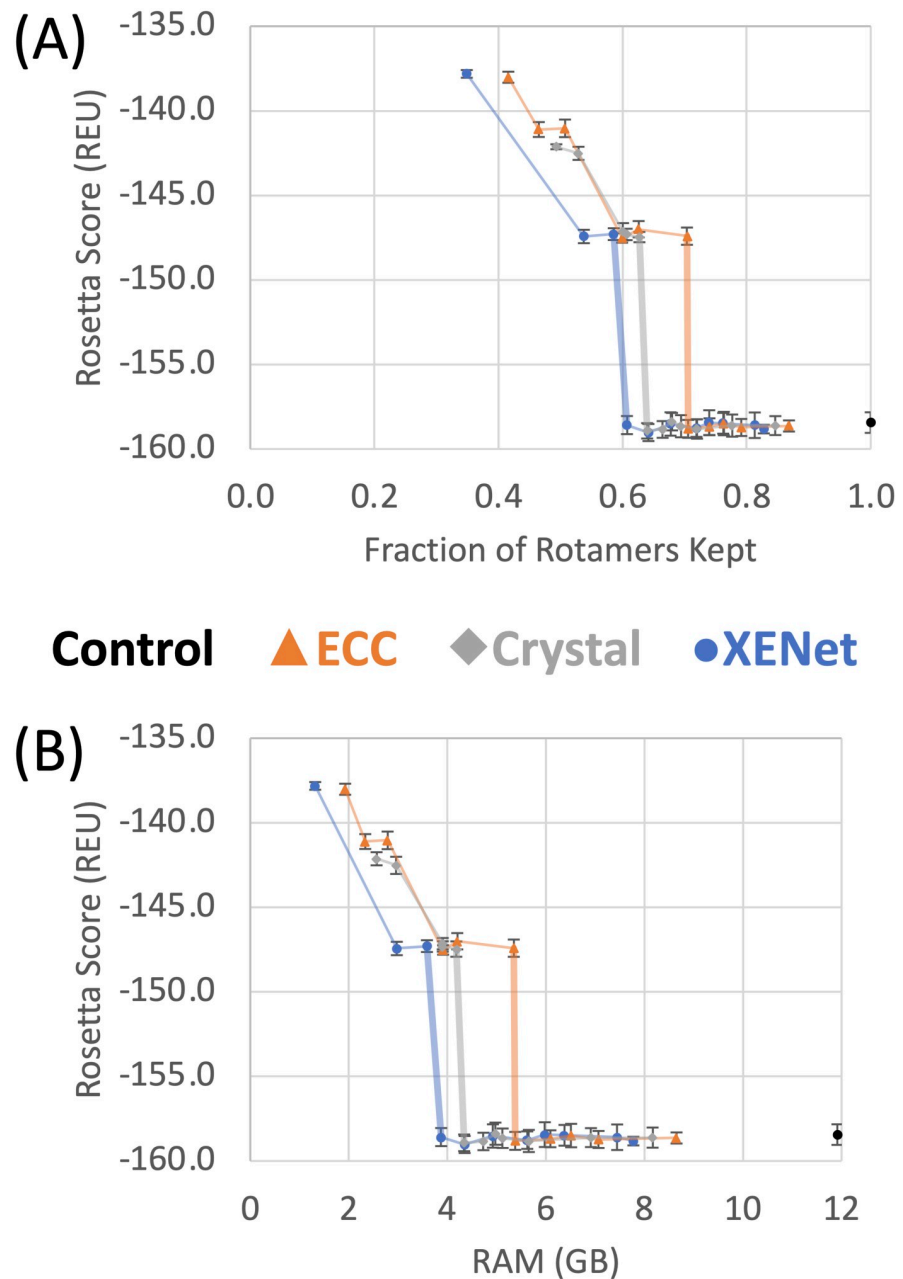 (A)
Rosetta Score (REU)
-135.0
-140.0
-145.0
-150.0
-155.0
-160.0
0.0 0.2 0.4 0.6 0.8 1.0
Fraction of Rotamers Kept
Control ECC Crystal XENet
(B)
Rosetta Score (REU)
-135.0
-140.0
-145.0
-150.0
-155.0
-160.0
0 2 4 6 8 10 12
RAM (GB)